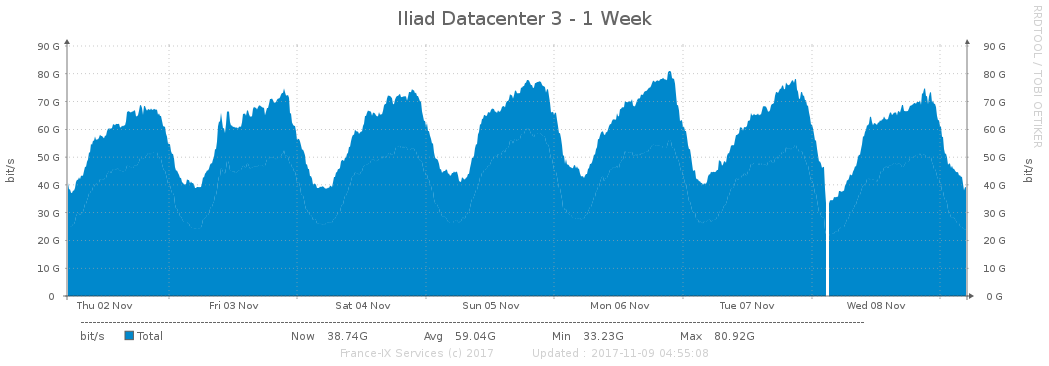 Iliad Datacenter 3 - 1 Week
RRDTOOL / TOBI OETIKER
90 G 90 G
80 G 80 G
70 G 70 G
60 G 60 G
50 G 50 G
40 G 40 G
30 G 30 G
20 G 20 G
10 G 10 G
0 0 G
bit/s bit/s
Thu 02 Nov Fri 03 Nov Sat 04 Nov Sun 05 Nov Mon 06 Nov Tue 07 Nov Wed 08 Nov
bit/s Total Now 38.74G Avg 59.04G Min 33.23G Max 80.92G
France-IX Services (c) 2017 Updated : 2017-11-09 04:55:08